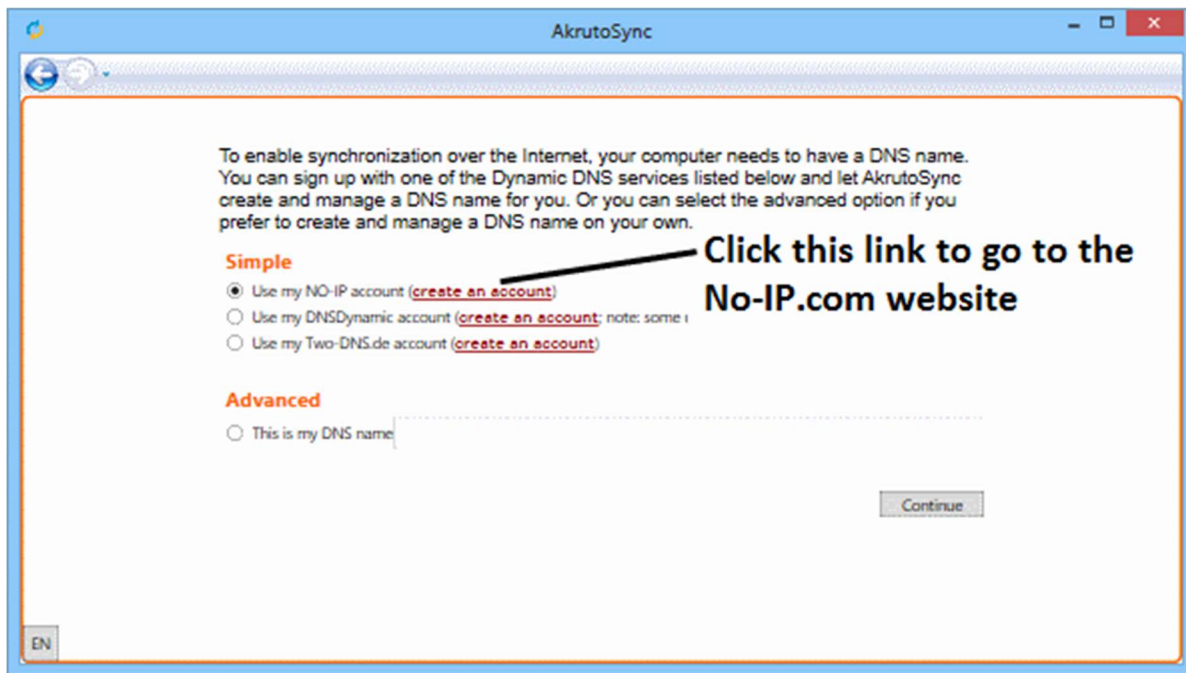 AkrutoSync
To enable synchronization over the Internet, your computer needs to have a DNS name.
You can sign up with one of the Dynamic DNS services listed below and let AkrutoSync
create and manage a DNS name for you. Or you can select the advanced option if you
prefer to create and manage a DNS name on your own.
Click this link to go to the
No-IP.com website
Simple
Use my NO-IP account (create an account)
Use my DNSDynamic account (create an account; note: some
Use my Two-DNS.de account (create an account)
Advanced
This is my DNS name
Continue
EN